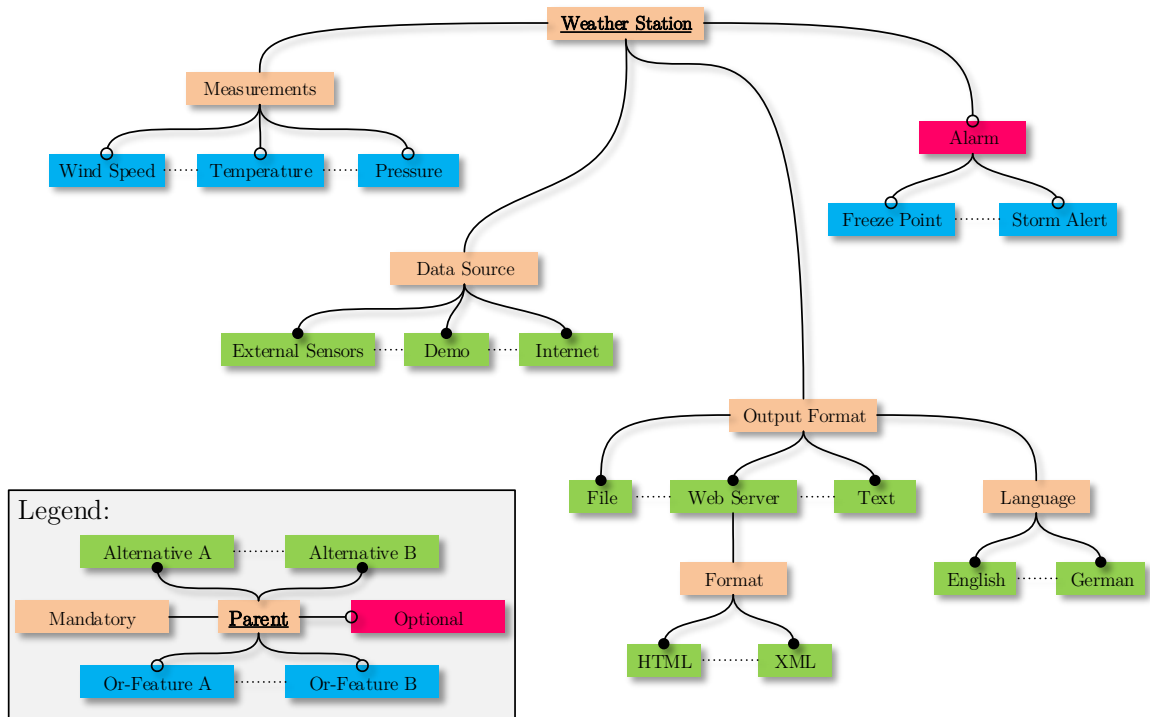 Weather Station
Measurements
Wind Speed
Temperature
Pressure
Alarm
Freeze Point
Storm Alert
Data Source
External Sensors
Demo
Internet
Output Format
File
Web Server
Text
Language
Format
English
German
HTML
XML
Legend:
Alternative A
Alternative B
Mandatory
Parent
Optional
Or-Feature A
Or-Feature B